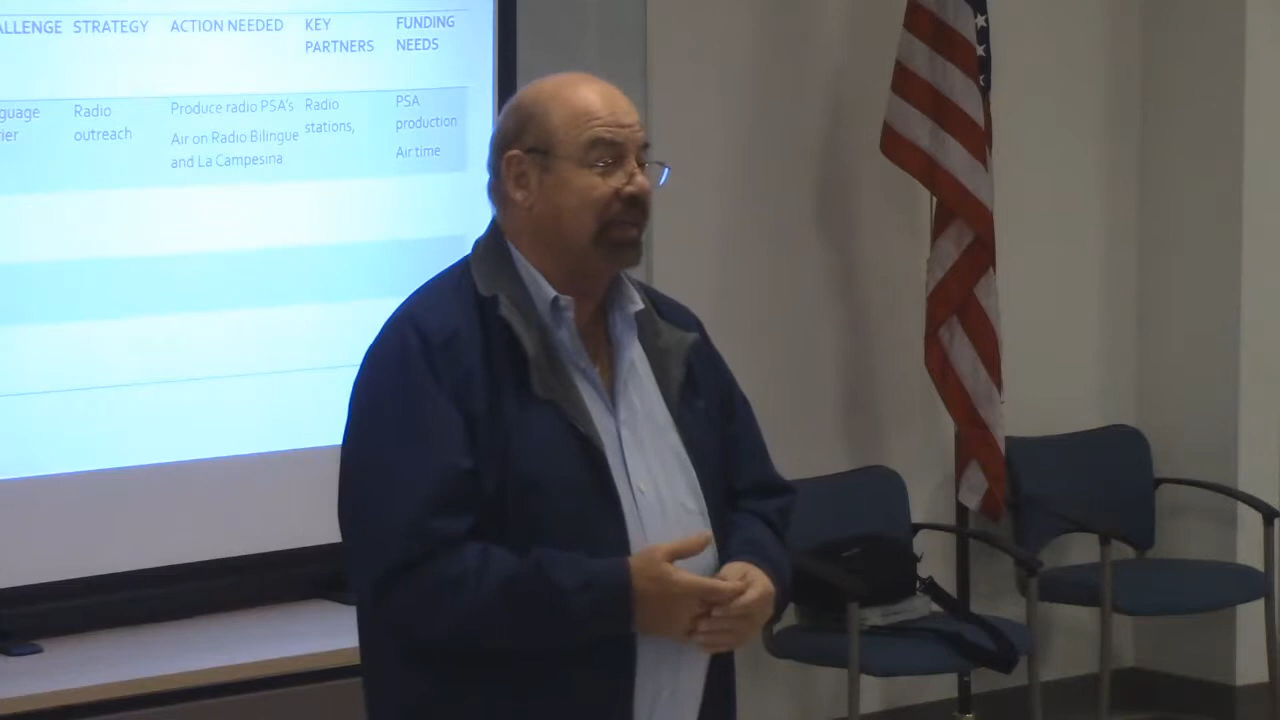 ALLENGE STRATEGY ACTION NEEDED KEY PARTNERS FUNDING NEEDS
guage
rier
Radio
outreach
Produce radio PSA's
Air on Radio Bilingue
and La Campesina
Radio
stations,
PSA
production
Air time